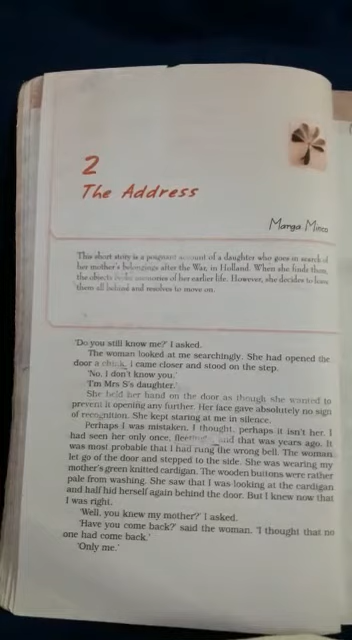 2
The Address
Marga Minco
This short story is a poignant account of a daughter who goes in search of
her mother's belongings after the War, in Holland. When she finds them,
the objects memories of her earlier life. However, she decides to leave
them all behind and resolves to move on.
'Do you still know me?' I asked.
The woman looked at me searchingly. She had opened the
door a chink. I came closer and stood on the step.
'No, I don't know you.'
'I'm Mrs S's daughter.'
She held her hand on the door as though she wanted to
prevent it opening any further. Her face gave absolutely no sign
of recognition. She kept staring at me in silence.
Perhaps I was mistaken, I thought, perhaps it isn't her. I
had seen her only once, fleetingly, and that was years ago. It
was most probable that I had rung the wrong bell. The woman
let go of the door and stepped to the side. She was wearing my
mother's green knitted cardigan. The wooden buttons were rather
pale from washing. She saw that I was looking at the cardigan
and half hid herself again behind the door. But I knew now that
I was right.
'Well, you knew my mother?' I asked.
'Have you come back?' said the woman. 'I thought that no
one had come back.'
'Only me.'